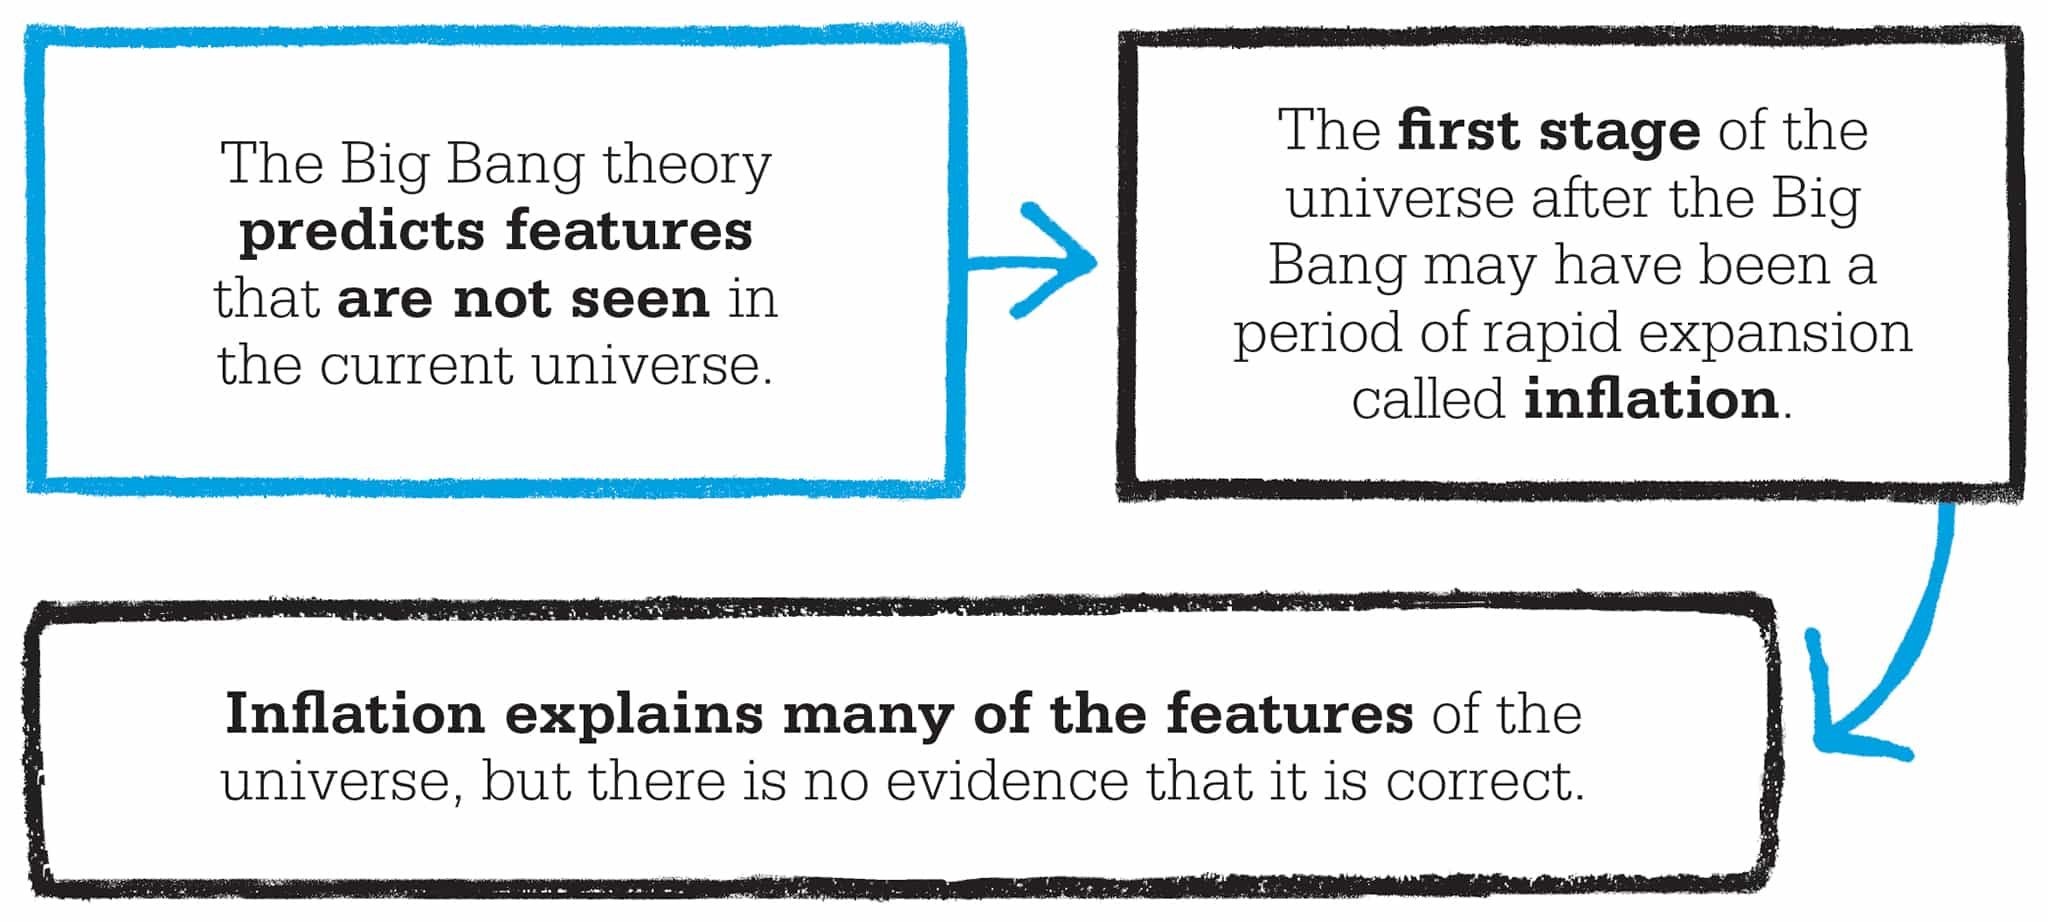 The Big Bang theory
predicts features
that are not seen in
the current universe.
The first stage of the
universe after the Big
Bang may have been a
period of rapid expansion
called inflation.
Inflation explains many of the features of the
universe, but there is no evidence that it is correct.